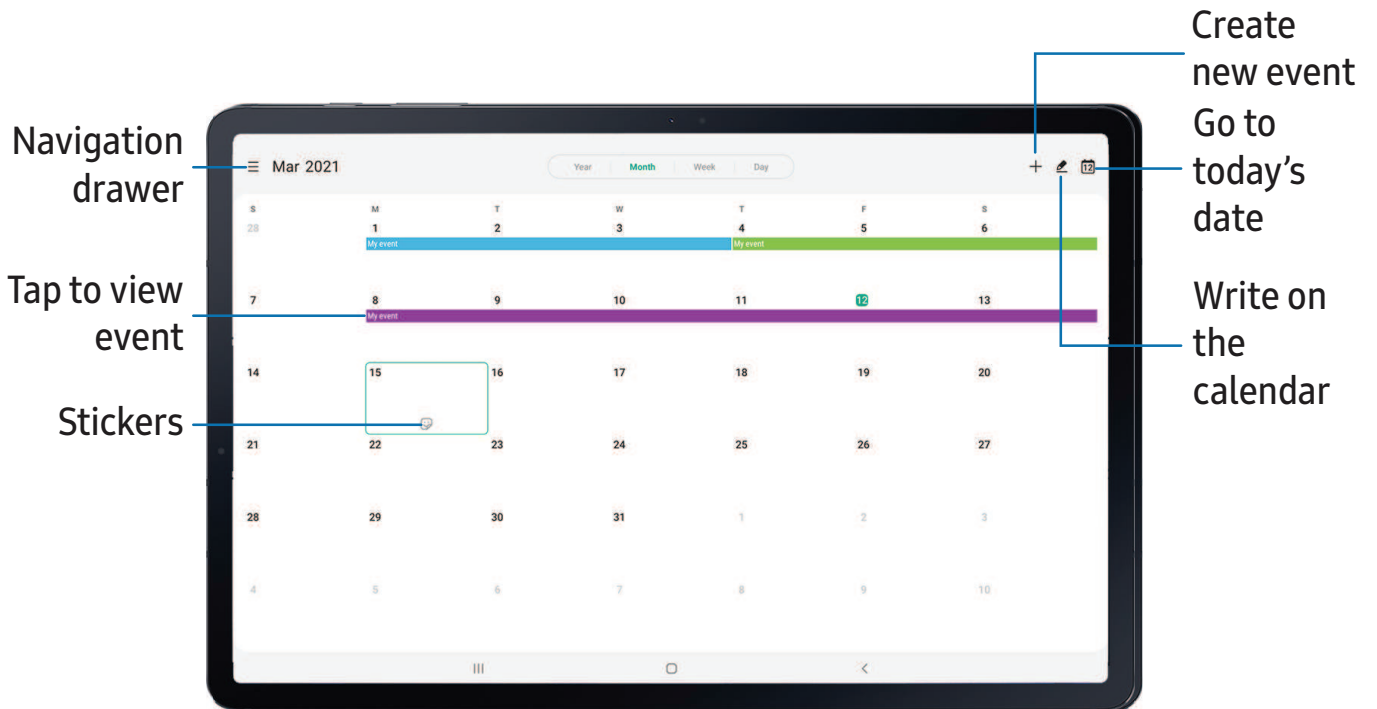 Create
new event
Go to
today's
date
Navigation
drawer
Mar 2021
Year Month Week Day
12
S M T W T F S
28 1 2 3 4 5 6
My event My event
Tap to view
event
7 8 9 10 11 12 13
My event
Write on
the
calendar
14 15 16 17 18 19 20
Stickers
21 22 23 24 25 26 27
28 29 30 31 1 2 3
4 5 6 7 8 9 10